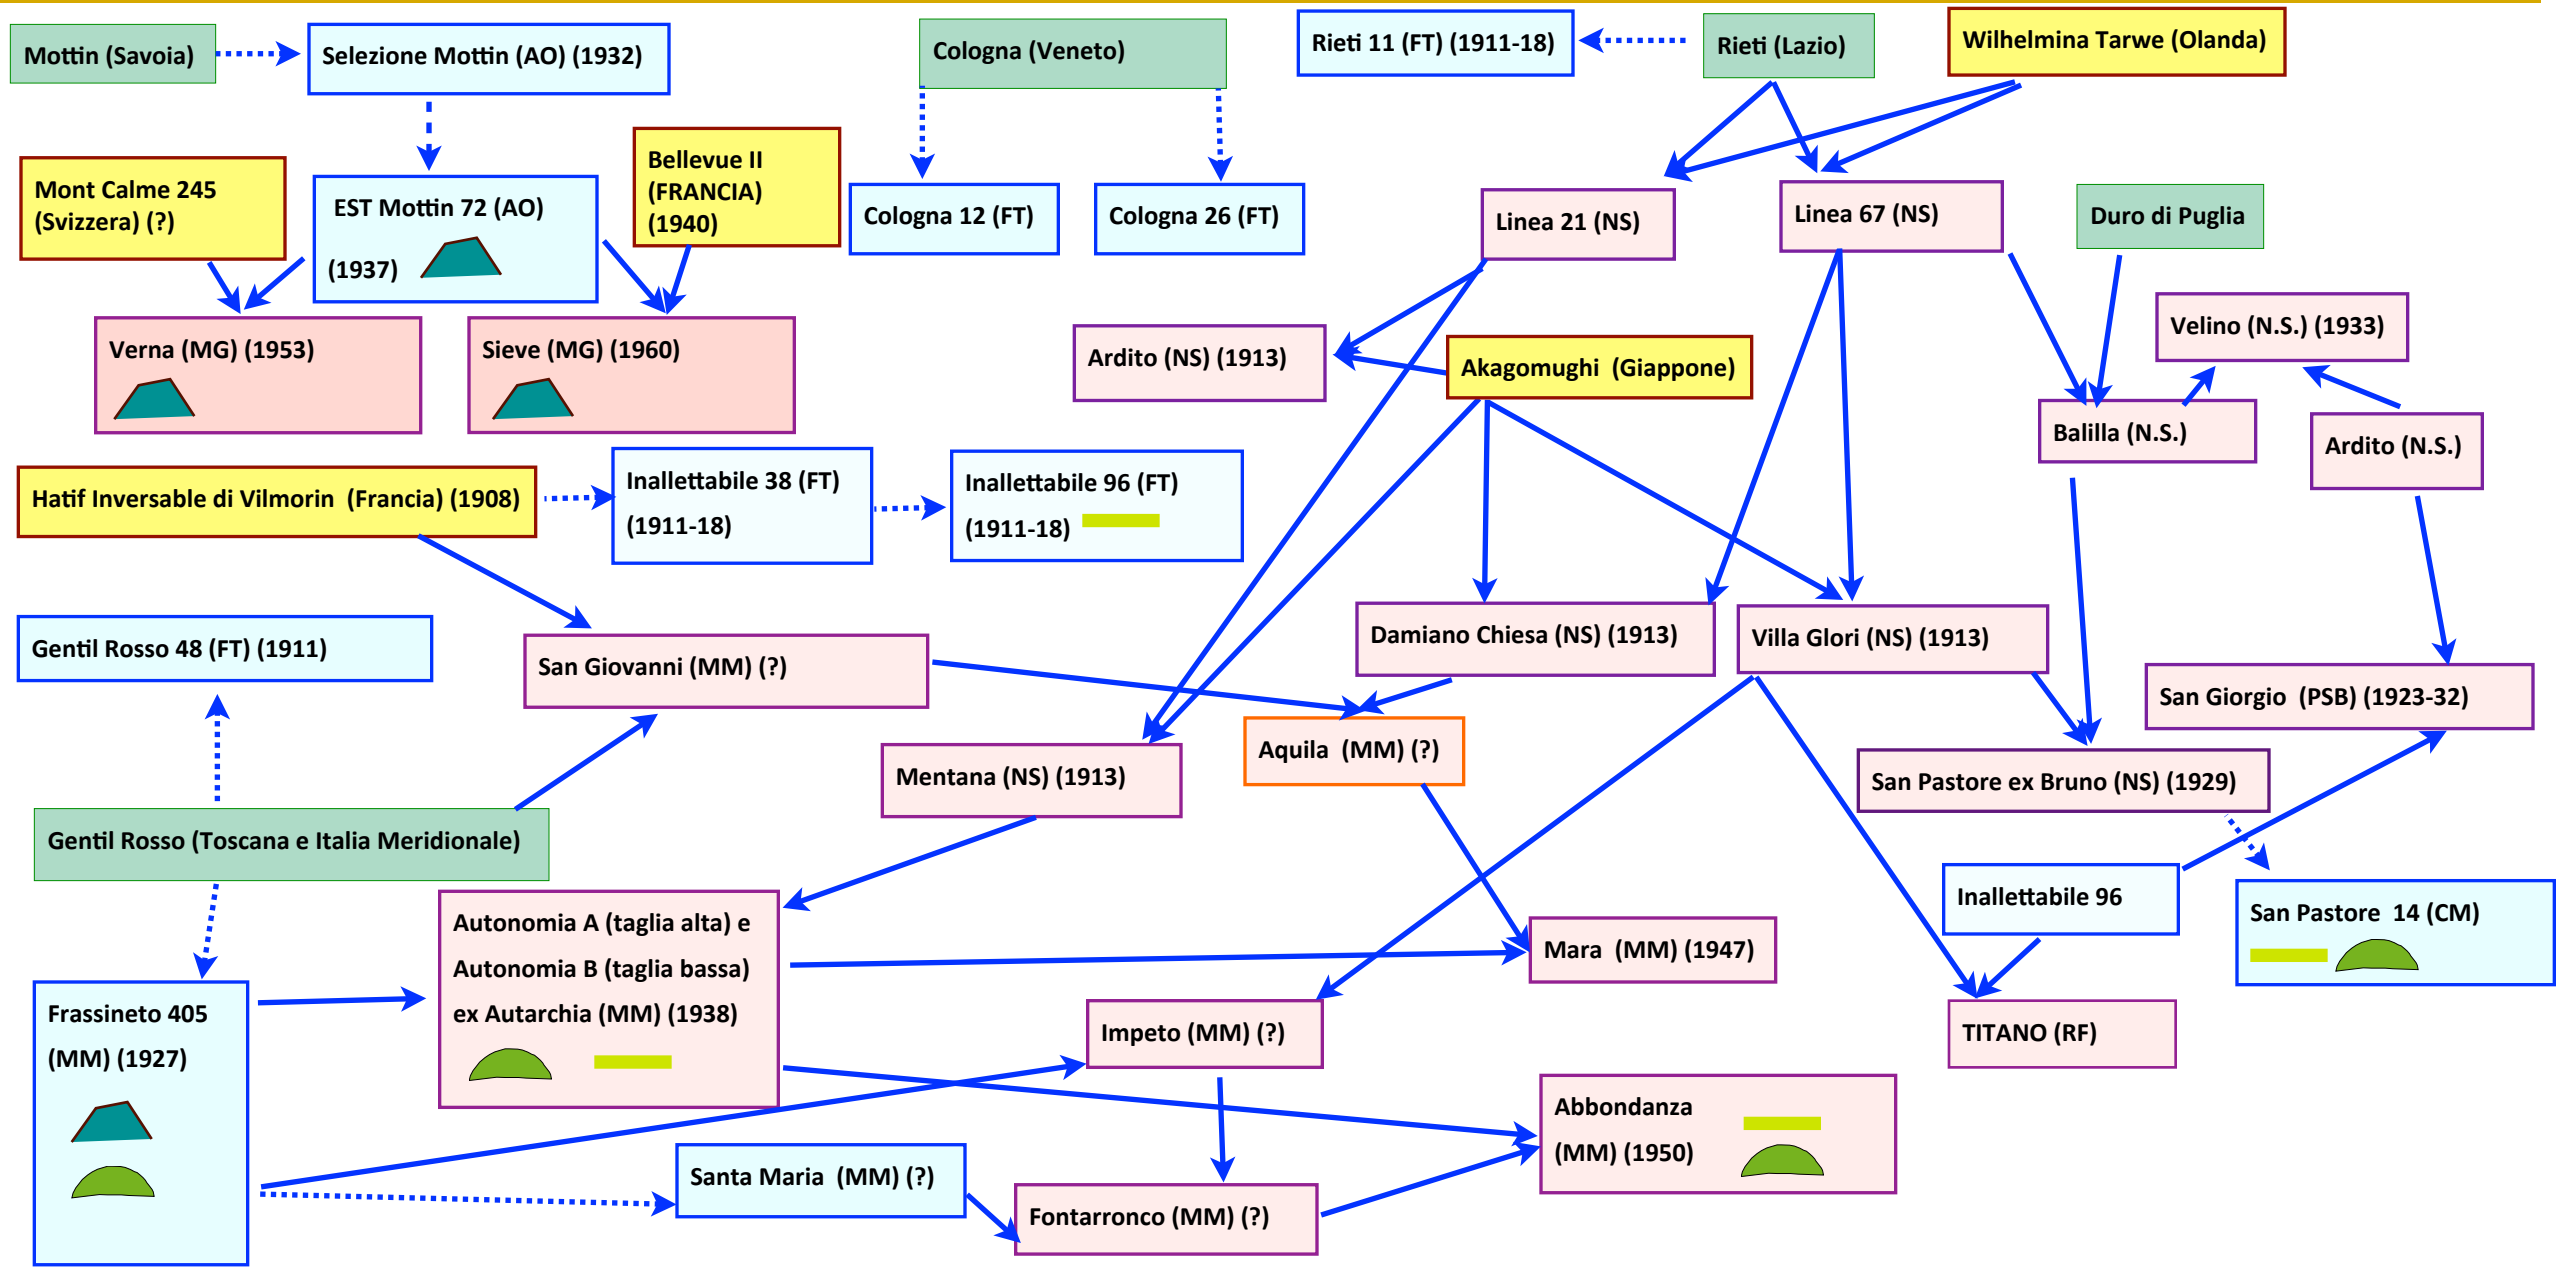 Mottin (Savoia)
Selezione Mottin (AO) (1932)
Cologna (Veneto)
Rieti 11 (FT) (1911-18)
Rieti (Lazio)
Wilhelmina Tarwe (Olanda)
Mont Calme 245
(Svizzera) (?)
EST Mottin 72 (AO)
(1937)
Bellevue II
(FRANCIA)
(1940)
Cologna 12 (FT)
Cologna 26 (FT)
Linea 21 (NS)
Linea 67 (NS)
Duro di Puglia
Verna (MG) (1953)
Sieve (MG) (1960)
Ardito (NS) (1913)
Akagomughi (Giappone)
Velino (N.S.) (1933)
Balilla (N.S.)
Ardito (N.S.)
Hatif Inversable di Vilmorin (Francia) (1908)
Inallettabile 38 (FT)
(1911-18)
Inallettabile 96 (FT)
(1911-18)
Gentil Rosso 48 (FT) (1911)
San Giovanni (MM) (?)
Damiano Chiesa (NS) (1913)
Villa Glori (NS) (1913)
San Giorgio (PSB) (1923-32)
Mentana (NS) (1913)
Aquila (MM) (?)
San Pastore ex Bruno (NS) (1929)
Gentil Rosso (Toscana e Italia Meridionale)
Autonomia A (taglia alta) e
Autonomia B (taglia bassa)
ex Autarchia (MM) (1938)
Mara (MM) (1947)
Inallettabile 96
San Pastore 14 (CM)
Frassineto 405
(MM) (1927)
Impeto (MM) (?)
TITANO (RF)
Abbondanza
(MM) (1950)
Santa Maria (MM) (?)
Fontarronco (MM) (?)